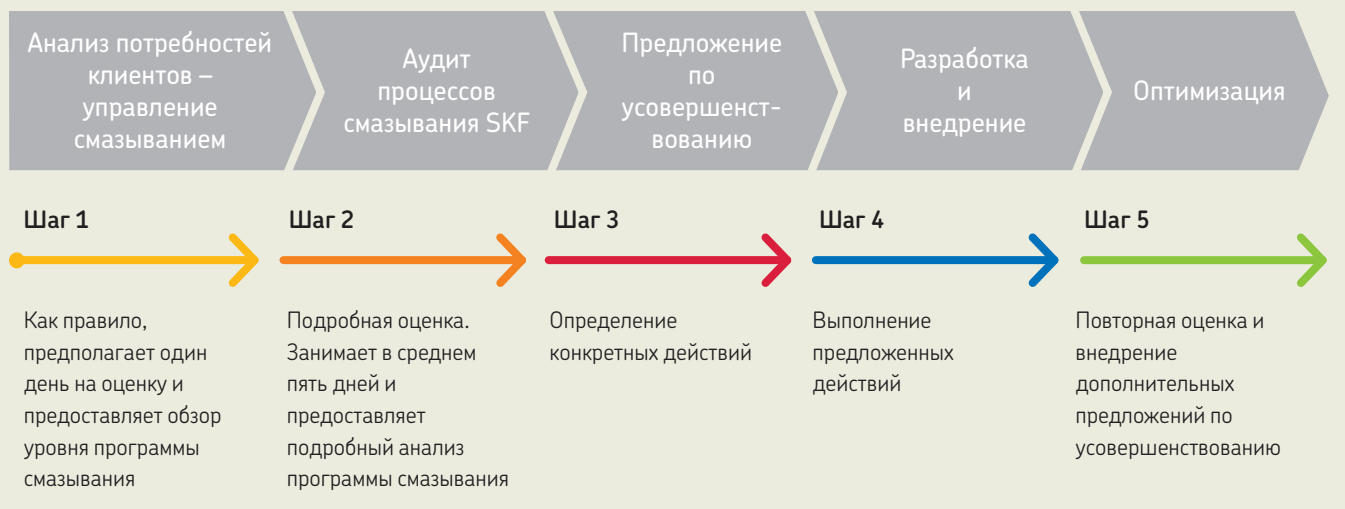 Анализ потребностей
клиентов –
управление
смазыванием
Аудит
процессов
смазывания SKF
Предложение
по
усовершенст-
вованию
Разработка
и
внедрение
Оптимизация
Шаг 1
Как правило,
предполагает один
день на оценку и
предоставляет обзор
уровня программы
смазывания
Шаг 2
Подробная оценка.
Занимает в среднем
пять дней и
предоставляет
подробный анализ
программы смазывания
Шаг 3
Определение
конкретных действий
Шаг 4
Выполнение
предложенных
действий
Шаг 5
Повторная оценка и
внедрение
дополнительных
предложений по
усовершенствованию